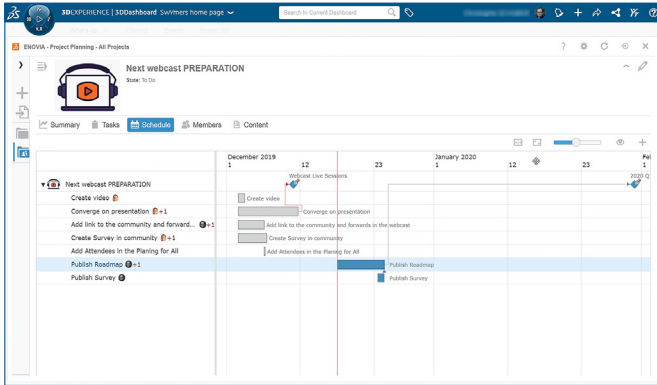 3DEXPERIENCE | 3DDashboard SwYmers home page
Search In Current Dashboard
ENOVIA - Project Planning - All Projects
Next webcast PREPARATION
State: To Do
Summary Tasks Schedule Members Content
December 2019 January 2020 Fel
1 12 23 1 12 23 1
Webcast Live Sessions 2020 Q
Next webcast PREPARATION
Create video Create video
Converge on presentation +1 Converge on presentation
Add link to the community and forward... +1 Add link to the community and forwards in the webcast
Create Survey in community +1 Create Survey in community
Add Attendees in the Planing for All Add Attendees in the Planing for All
Publish Roadmap +1 Publish Roadmap
Publish Survey Publish Survey